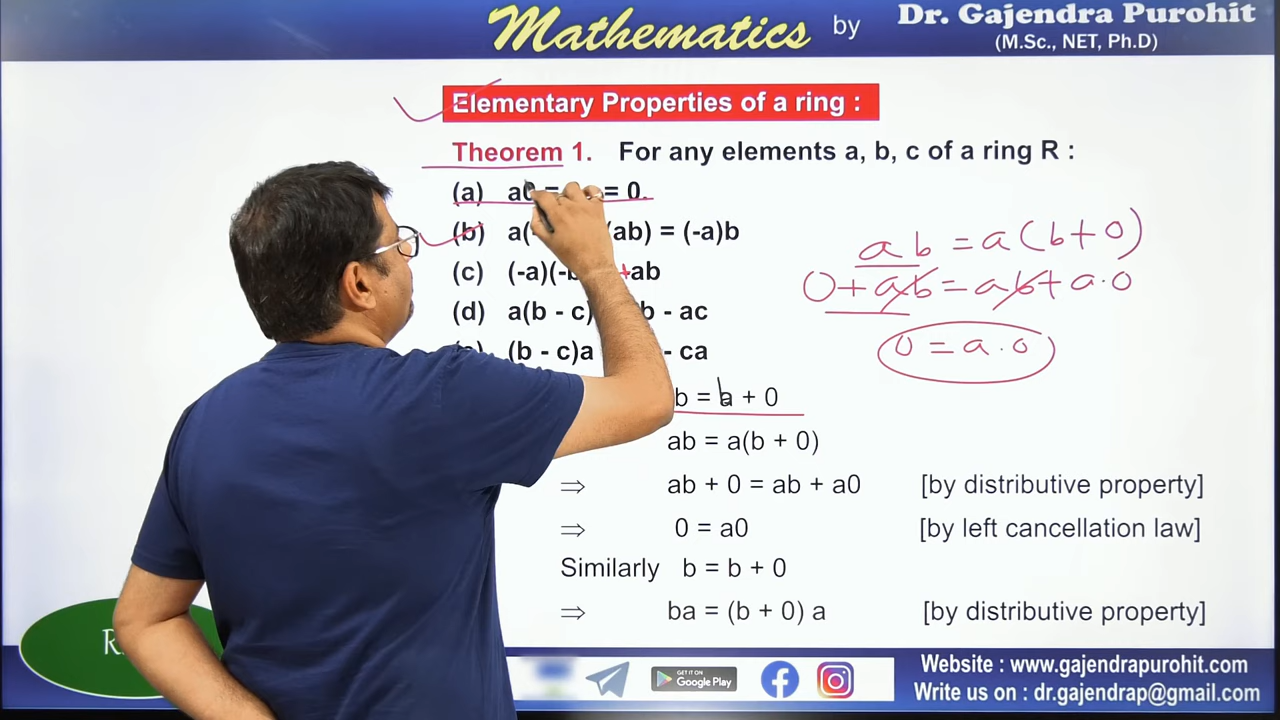 Mathematics by
Dr. Gajendra Purohit
(M.Sc., NET, Ph.D)
Elementary Properties of a ring :
Theorem 1. For any elements a, b, c of a ring R :
(a) a0 = = 0.
(b) a( (ab) = (-a)b
(c) (-a)(-b +ab
(d) a(b - c) b - ac
(e) (b - c)a - ca
b = a + 0
b
ab = a(b + 0)
⇒ ab + 0 = ab + a0 [by distributive property]
⇒ 0 = a0 [by left cancellation law]
Similarly b = b + 0
⇒ ba = (b + 0) a [by distributive property]
ab = a(b+0)
0 + ab = ab + a·0
0 = a·0
R
GET IT ON
Google Play
Website : www.gajendrapurohit.com
Write us on : dr.gajendrap@gmail.com